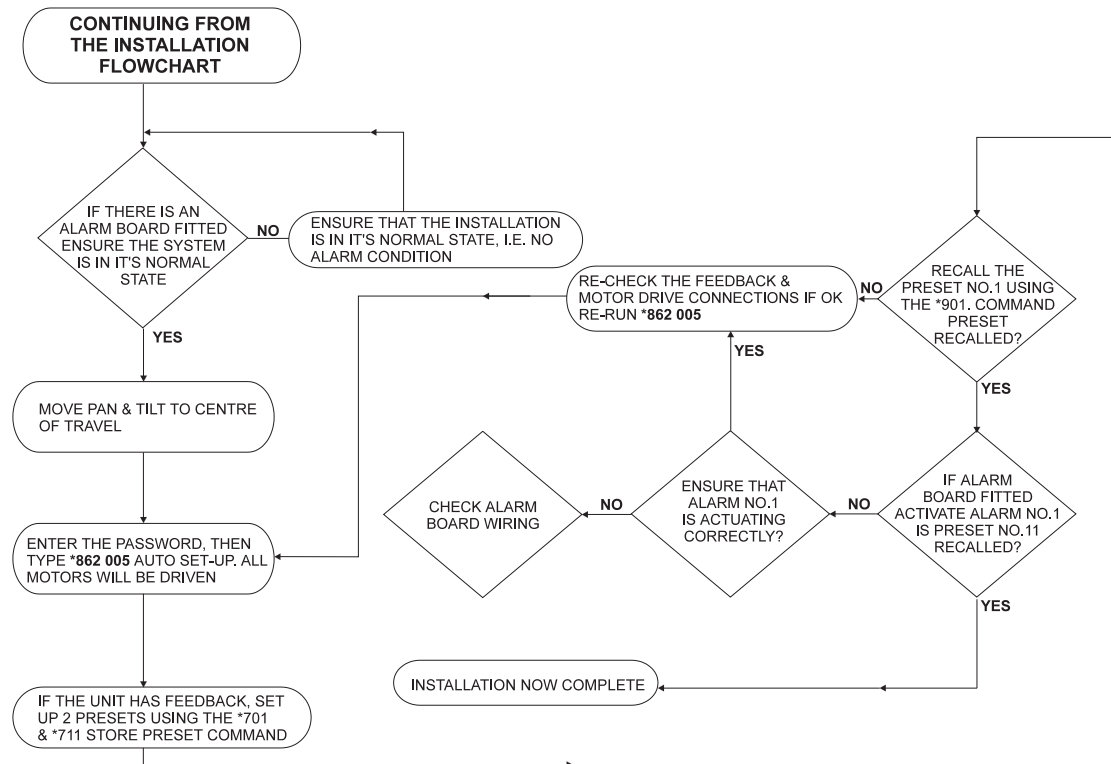 CONTINUING FROM
THE INSTALLATION
FLOWCHART
IF THERE IS AN
ALARM BOARD FITTED
ENSURE THE SYSTEM
IS IN IT'S NORMAL
STATE
NO
ENSURE THAT THE INSTALLATION
IS IN IT'S NORMAL STATE, I.E. NO
ALARM CONDITION
YES
MOVE PAN & TILT TO CENTRE
OF TRAVEL
ENTER THE PASSWORD, THEN
TYPE *862 005 AUTO SET-UP. ALL
MOTORS WILL BE DRIVEN
IF THE UNIT HAS FEEDBACK, SET
UP 2 PRESETS USING THE *701
& *711 STORE PRESET COMMAND
RECALL THE
PRESET NO.1 USING
THE *901. COMMAND
PRESET
RECALLED?
NO
RE-CHECK THE FEEDBACK &
MOTOR DRIVE CONNECTIONS IF OK
RE-RUN *862 005
YES
YES
IF ALARM
BOARD FITTED
ACTIVATE ALARM NO.1
IS PRESET NO.11
RECALLED?
NO
ENSURE THAT
ALARM NO.1
IS ACTUATING
CORRECTLY?
NO
CHECK ALARM
BOARD WIRING
YES
INSTALLATION NOW COMPLETE